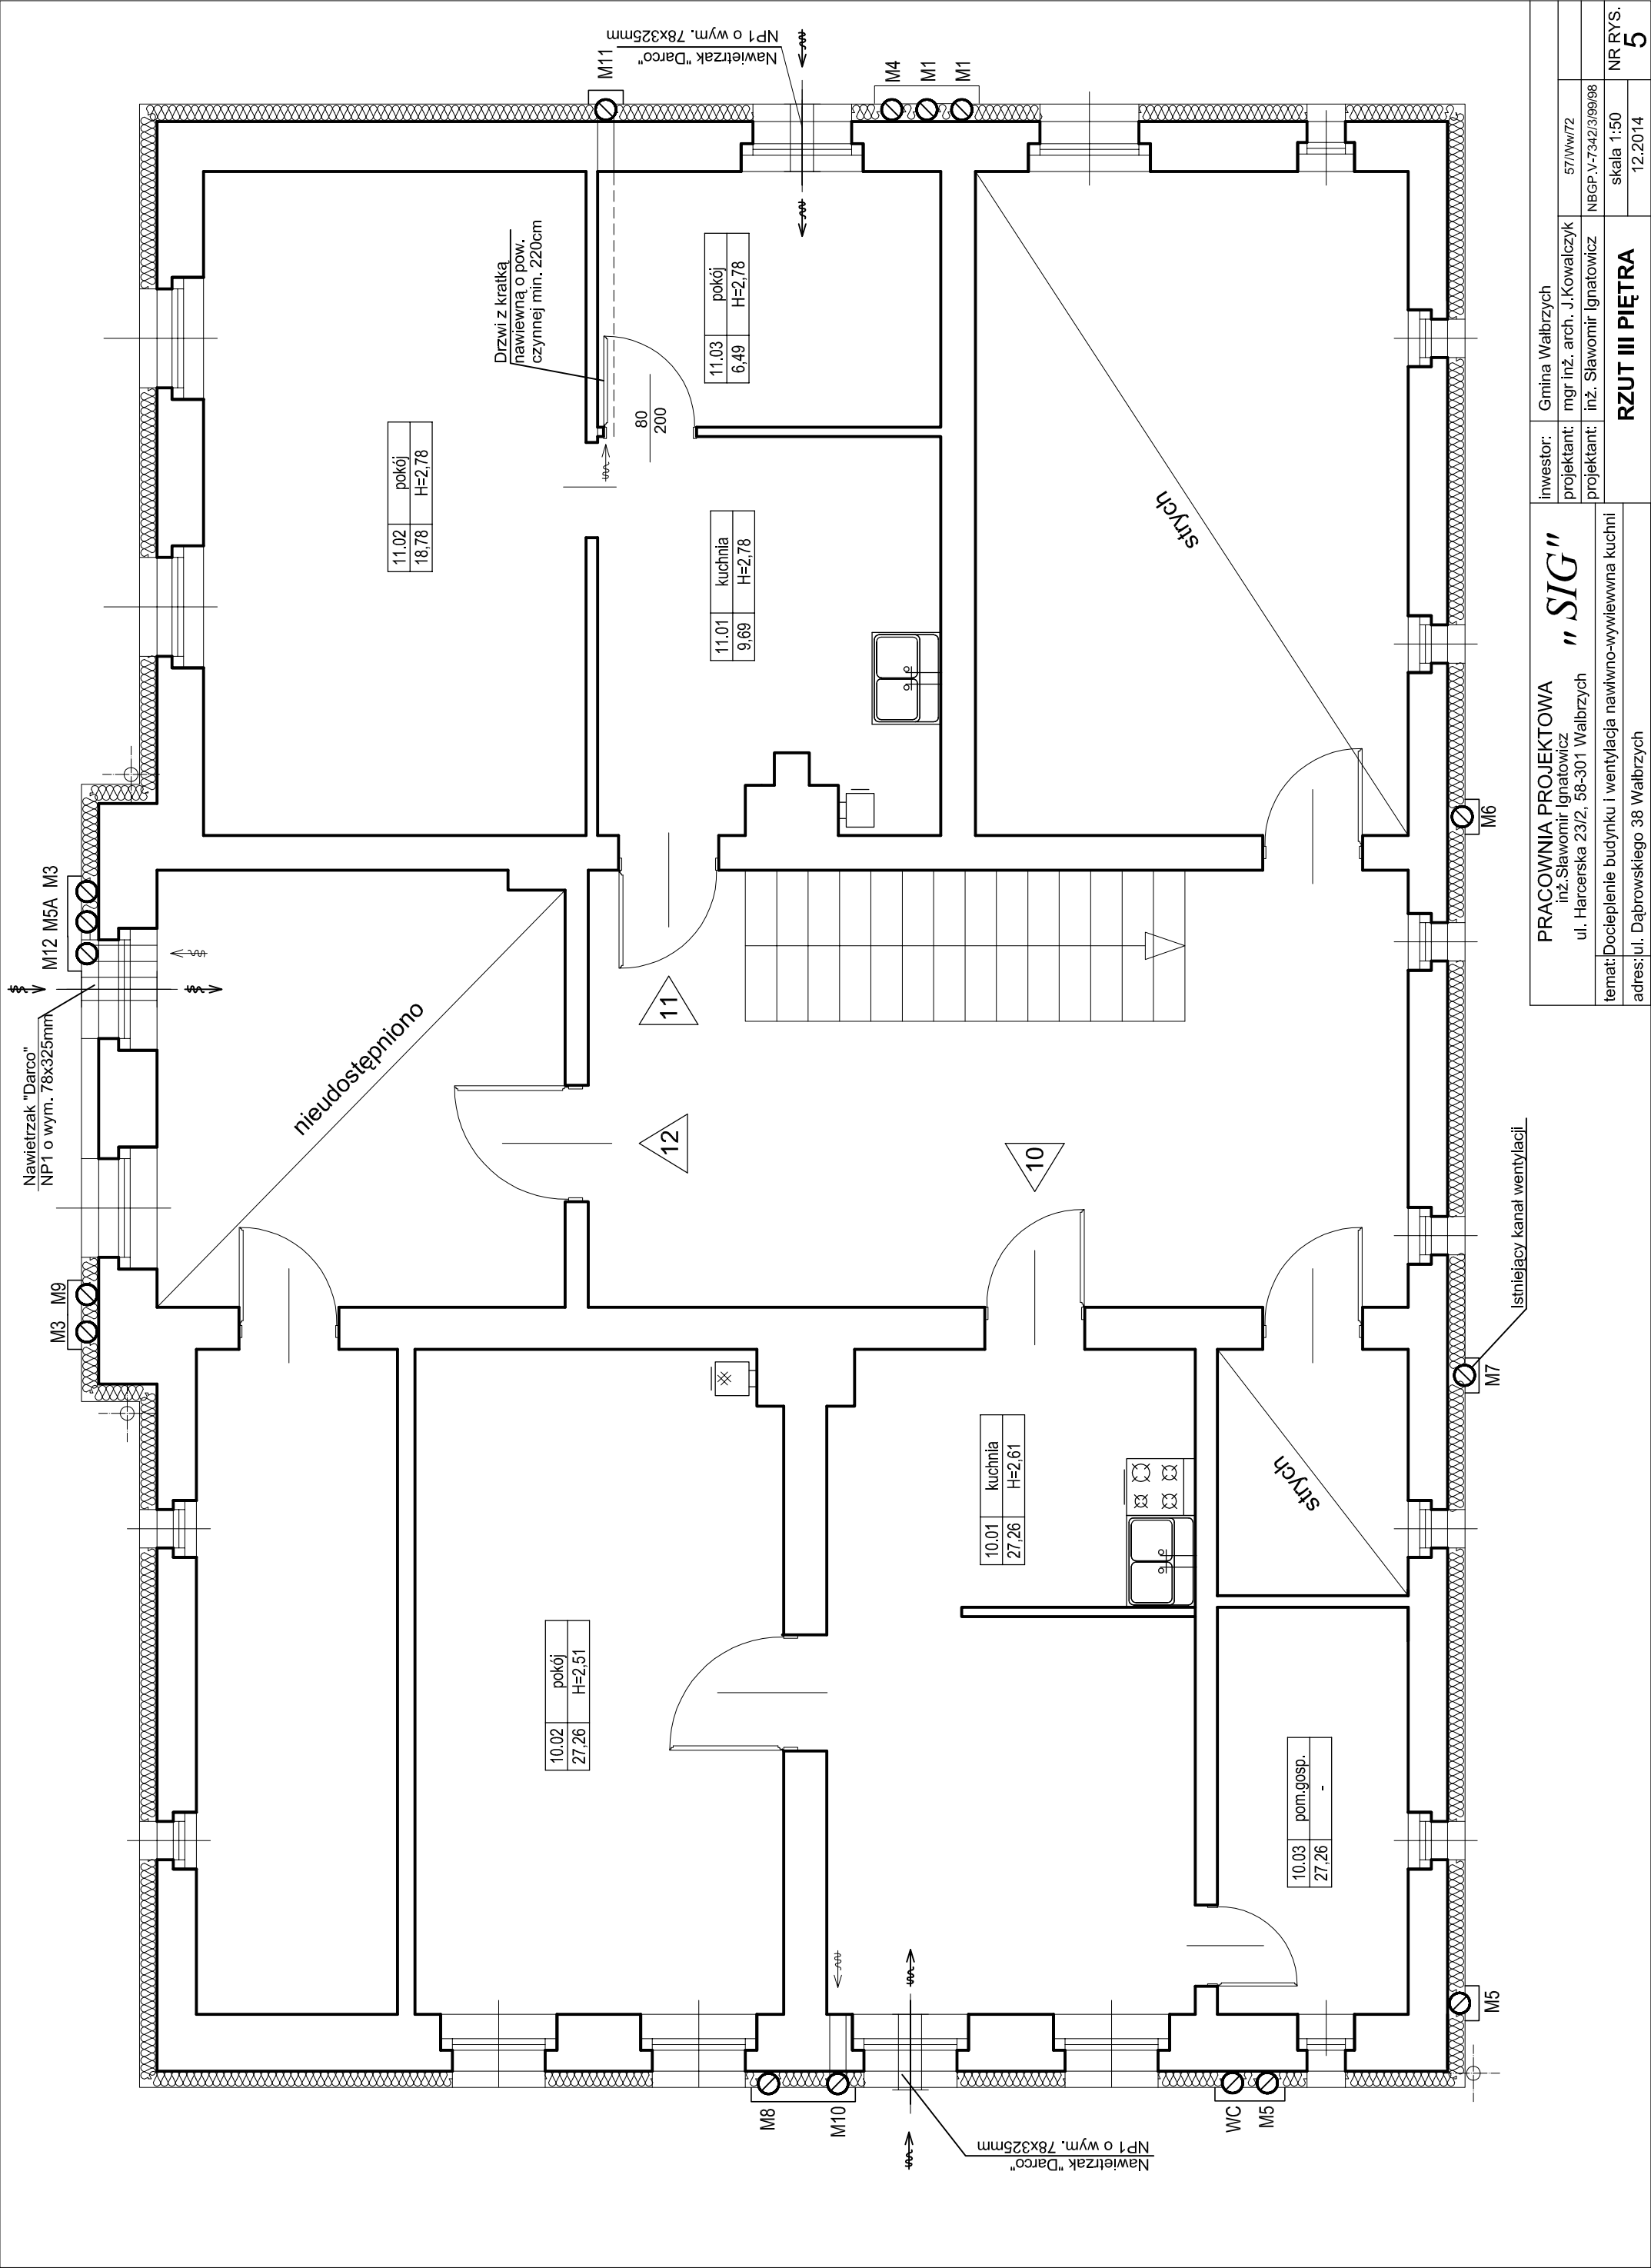 Nawietrzak "Darco"
NP1 o wym. 78x325mm
M12 M5A M3
M3 M9
M11
Nawietrzak "Darco"
NP1 o wym. 78x325mm
M4
M1
M1
11.02 pokój
18,78 H=2,78
Drzwi z kratką
nawiewną o pow.
czynnej min. 220cm
80
200
11.03 pokój
6,49 H=2,78
11.01 kuchnia
9,69 H=2,78
strych
nieudostępniono
11
12
10
10.02 pokój
27,26 H=2,51
10.01 kuchnia
27,26 H=2,61
strych
10.03 pom.gosp.
27,26 -
M8
M10
Nawietrzak "Darco"
NP1 o wym. 78x325mm
WC
M5
M5
M7
Istniejący kanał wentylacji
M6
PRACOWNIA PROJEKTOWA
inż.Sławomir Ignatowicz
ul. Harcerska 23/2, 58-301 Wałbrzych
" SIG"
temat: Docieplenie budynku i wentylacja nawiwno-wywiewna kuchni
adres: ul. Dąbrowskiego 38 Wałbrzych
inwestor: Gmina Wałbrzych
projektant: mgr inż. arch. J.Kowalczyk 57/Ww/72
projektant: inż. Sławomir Ignatowicz NBGP.V-7342/3/99/98
RZUT III PIĘTRA
skala 1:50
12.2014
NR RYS.
5